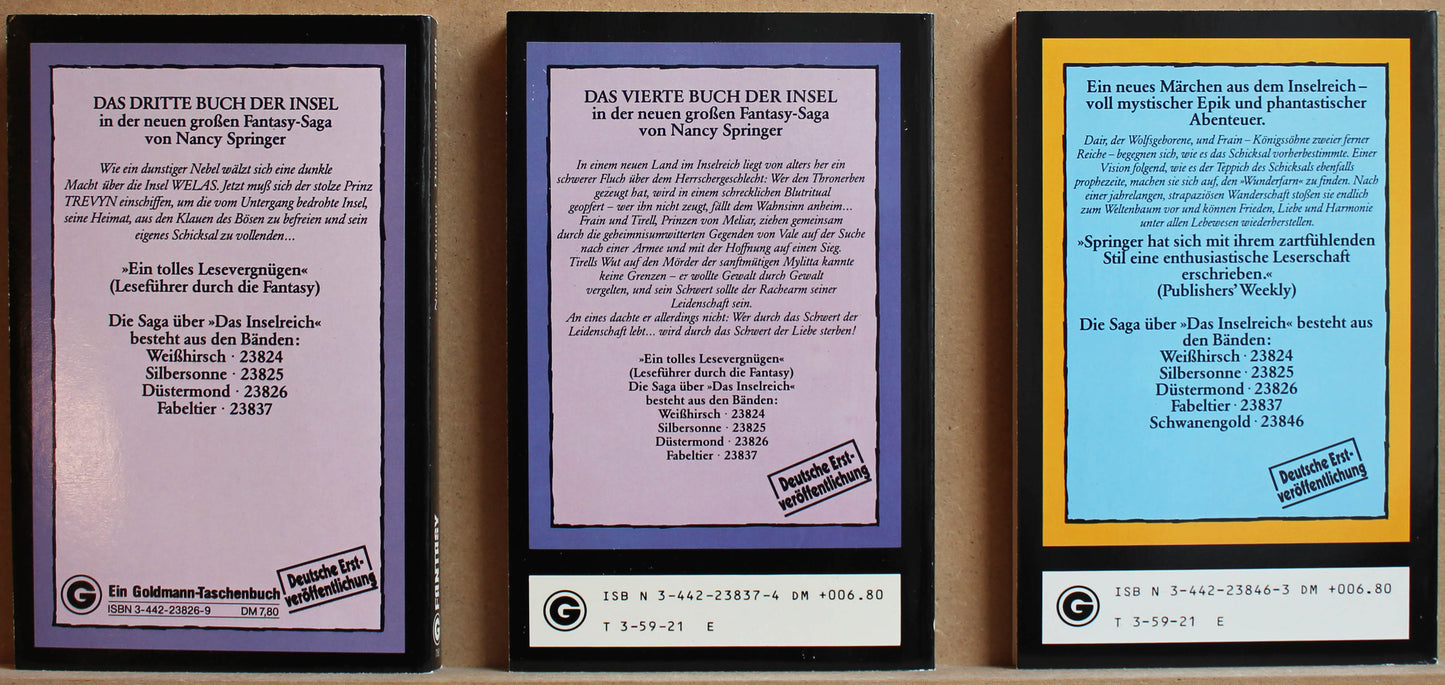 DAS DRITTE BUCH DER INSEL
in der neuen großen Fantasy-Saga
von Nancy Springer
Wie ein dunstiger Nebel wälzt sich eine dunkle
Macht über die Insel WELAS. Jetzt muß sich der stolze Prinz
TREVYN einschiffen, um die vom Untergang bedrohte Insel,
seine Heimat, aus den Klauen des Bösen zu befreien und sein
eigenes Schicksal zu vollenden...
»Ein tolles Lesevergnügen«
(Leseführer durch die Fantasy)
Die Saga über »Das Inselreich«
besteht aus den Bänden:
Weißhirsch · 23824
Silbersonne · 23825
Düstermond · 23826
Fabeltier · 23837
Deutsche Erst-
veröffentlichung
G
Ein Goldmann-Taschenbuch
ISBN 3-442-23826-9 DM 7,80
DAS VIERTE BUCH DER INSEL
in der neuen großen Fantasy-Saga
von Nancy Springer
In einem neuen Land im Inselreich liegt von alters her ein
schwerer Fluch über dem Herrschergeschlecht: Wer den Thronerben
gezeugt hat, wird in einem schrecklichen Blutritual
geopfert – wer ihn nicht zeugt, fällt dem Wahnsinn anheim...
Frain und Tirell, Prinzen von Meliar, ziehen gemeinsam
durch die geheimnisumwitterten Gegenden von Vale auf der Suche
nach einer Armee und mit der Hoffnung auf einen Sieg.
Tirells Wut auf den Mörder der sanftmütigen Mylitta kannte
keine Grenzen – er wollte Gewalt durch Gewalt
vergelten, und sein Schwert sollte der Rachearm seiner
Leidenschaft sein.
An eines dachte er allerdings nicht: Wer durch das Schwert der
Leidenschaft lebt... wird durch das Schwert der Liebe sterben!
»Ein tolles Lesevergnügen«
(Leseführer durch die Fantasy)
Die Saga über »Das Inselreich«
besteht aus den Bänden:
Weißhirsch · 23824
Silbersonne · 23825
Düstermond · 23826
Fabeltier · 23837
Deutsche Erst-
veröffentlichung
G
ISB N 3-442-23837-4 DM +006.80
T 3-59-21 E
Ein neues Märchen aus dem Inselreich –
voll mystischer Epik und phantastischer
Abenteuer.
Dair, der Wolfsgeborene, und Frain – Königssöhne zweier ferner
Reiche – begegnen sich, wie es das Schicksal vorherbestimmte. Einer
Vision folgend, wie es der Teppich des Schicksals ebenfalls
prophezeite, machen sie sich auf, den »Wunderfarn« zu finden. Nach
einer jahrelangen, strapaziösen Wanderschaft stoßen sie endlich
zum Weltenbaum vor und können Frieden, Liebe und Harmonie
unter allen Lebewesen wiederherstellen.
»Springer hat sich mit ihrem zartfühlenden
Stil eine enthusiastische Leserschaft
erschrieben.«
(Publishers' Weekly)
Die Saga über »Das Inselreich« besteht aus
den Bänden:
Weißhirsch · 23824
Silbersonne · 23825
Düstermond · 23826
Fabeltier · 23837
Schwanengold · 23846
Deutsche Erst-
veröffentlichung
G
ISB N 3-442-23846-3 DM +006.80
T 3-59-21 E